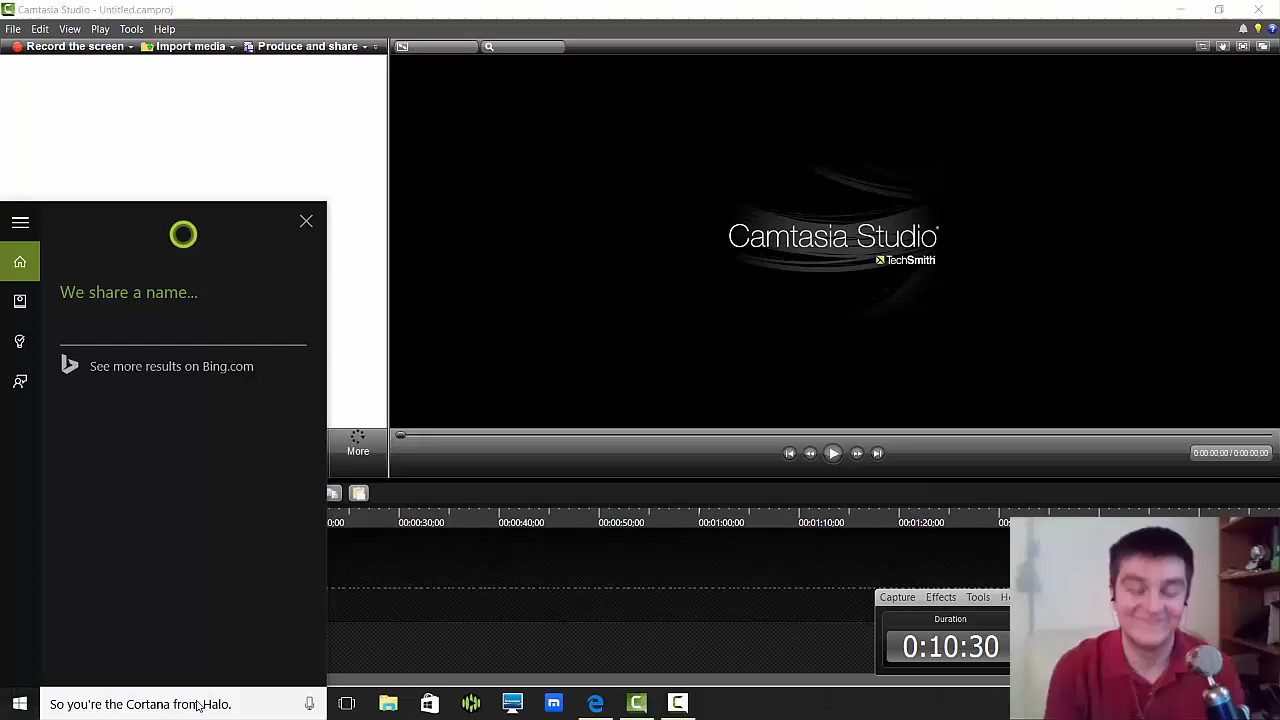 Camtasia Studio - Untitled.camproj
File Edit View Play Tools Help
Record the screen Import media Produce and share
We share a name...
See more results on Bing.com
Camtasia Studio
TechSmith
More
0:00:00;00 / 0:00:00;00
00:00:30;00 00:00:40;00 00:00:50;00 00:01:00;00 00:01:10;00 00:01:20;00
Capture Effects Tools
Duration
0:10:30
So you're the Cortana from Halo.